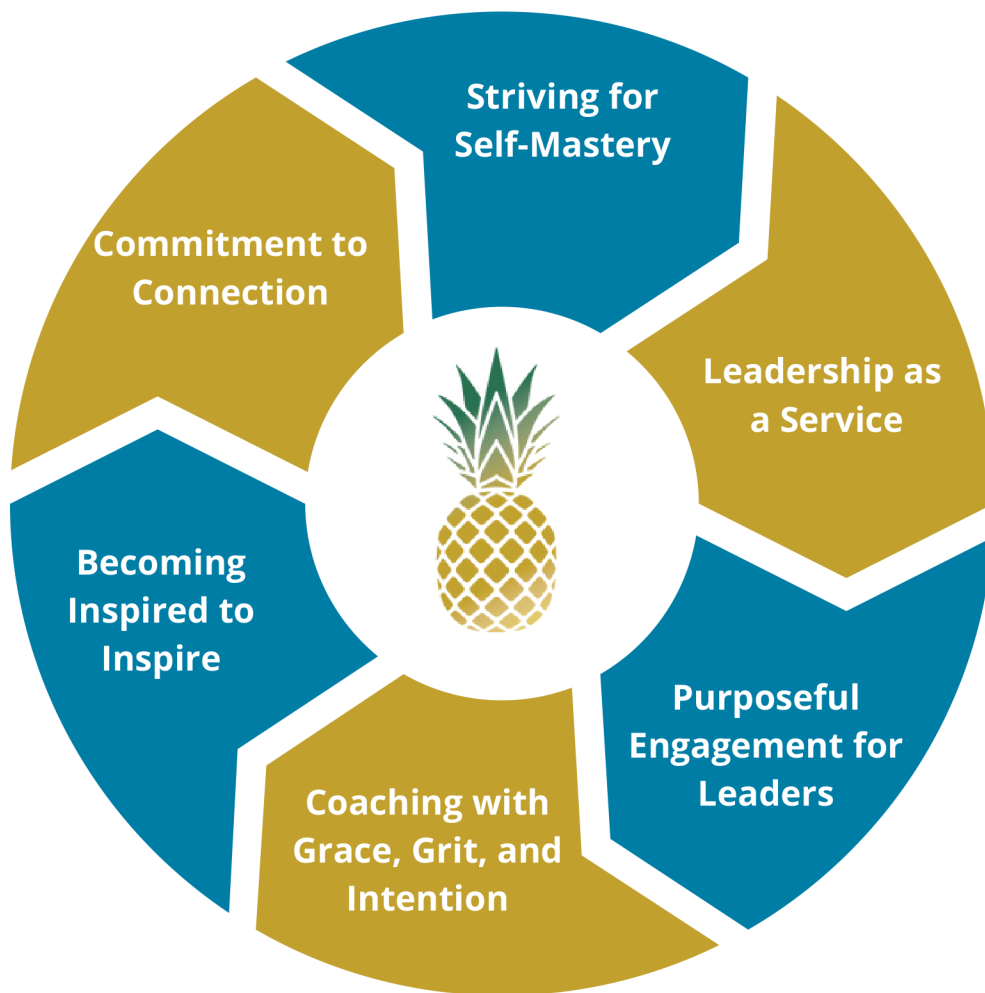 Striving for
Self-Mastery
Leadership as
a Service
Purposeful
Engagement for
Leaders
Coaching with
Grace, Grit, and
Intention
Becoming
Inspired to
Inspire
Commitment to
Connection